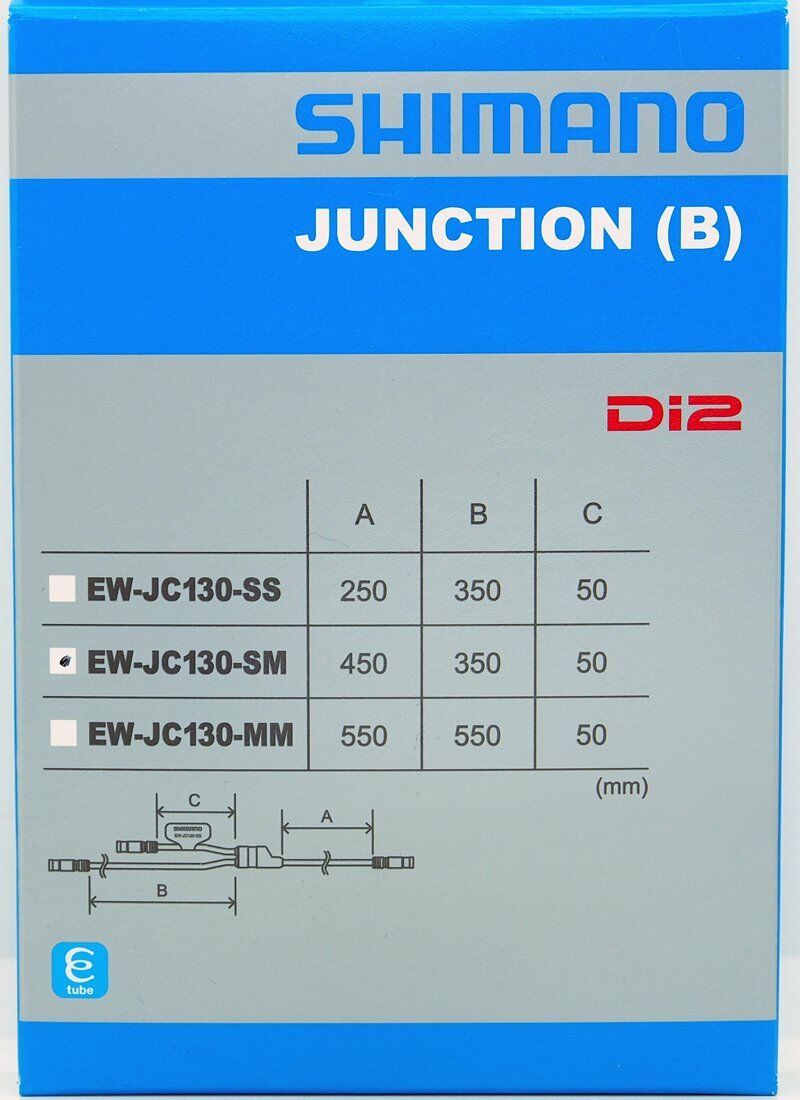 SHIMANO
JUNCTION (B)
Di2
A B C
EW-JC130-SS 250 350 50
EW-JC130-SM 450 350 50
EW-JC130-MM 550 550 50
(mm)
C
A
SHIMANO
EW-JC130-SS
B
tube